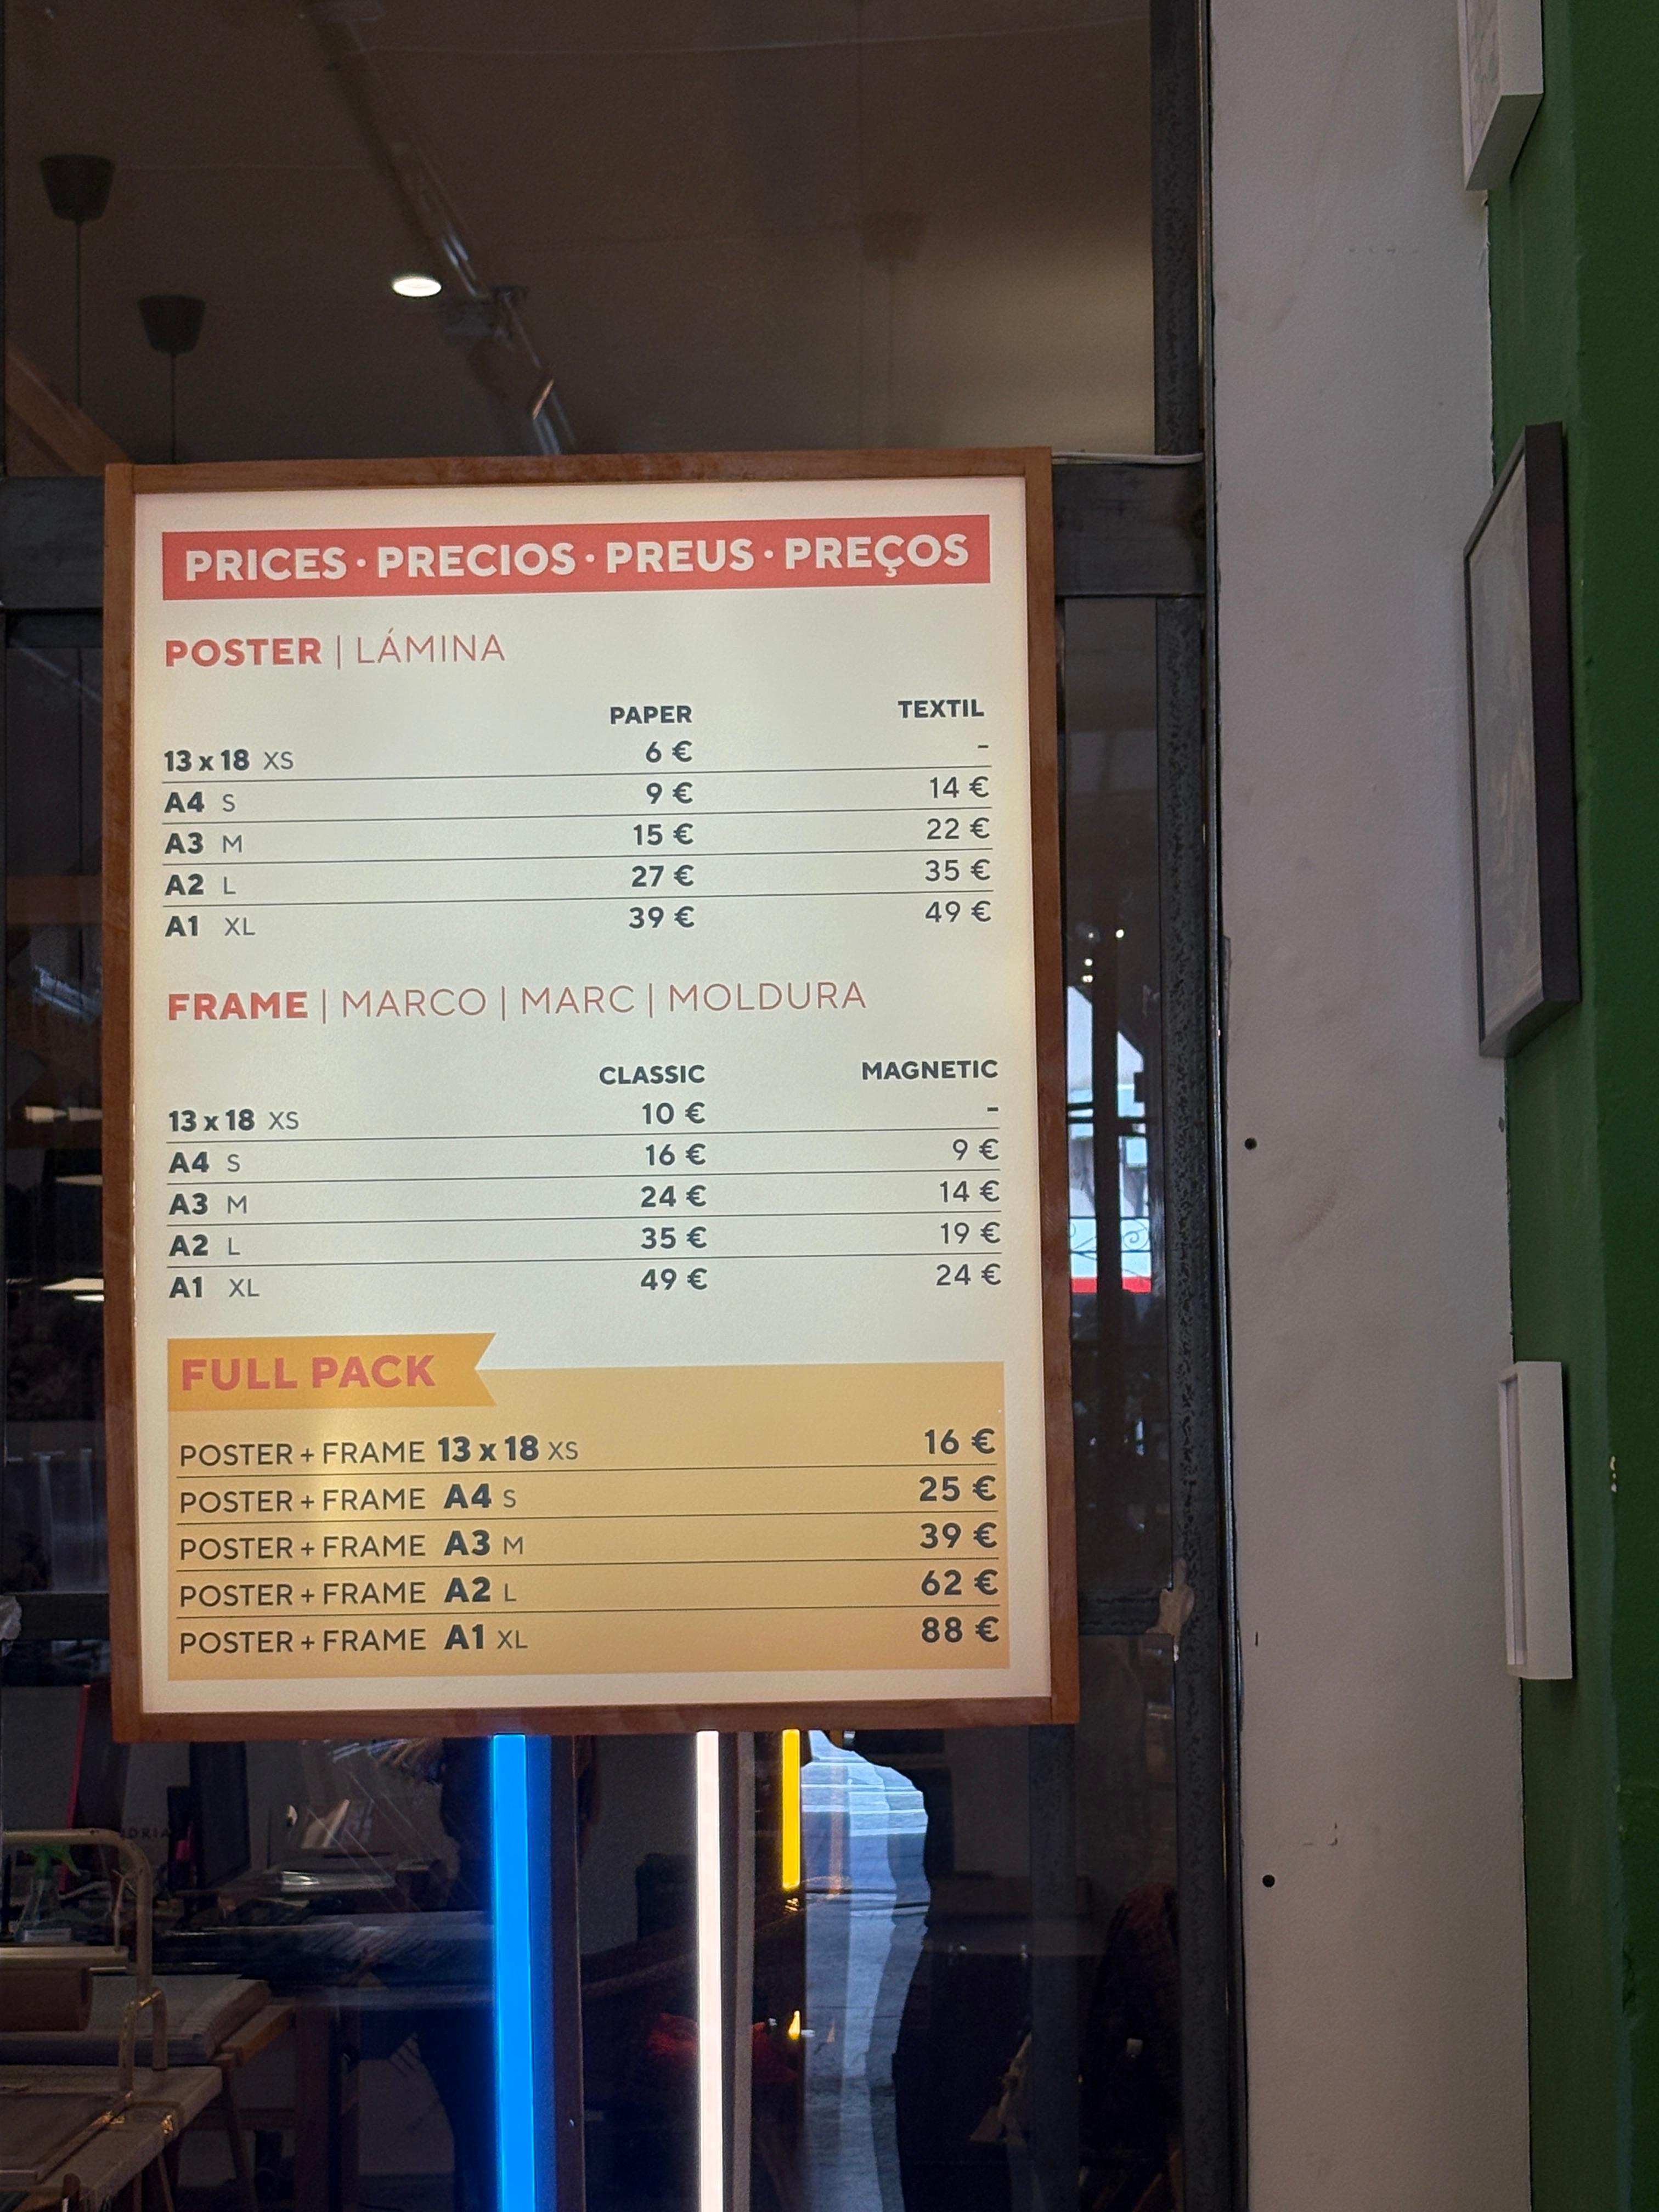 PRICES · PRECIOS · PREUS · PREÇOS
POSTER | LÁMINA
PAPER TEXTIL
13 x 18 XS 6 € -
A4 S 9 € 14 €
A3 M 15 € 22 €
A2 L 27 € 35 €
A1 XL 39 € 49 €
FRAME | MARCO | MARC | MOLDURA
CLASSIC MAGNETIC
13 x 18 XS 10 € -
A4 S 16 € 9 €
A3 M 24 € 14 €
A2 L 35 € 19 €
A1 XL 49 € 24 €
FULL PACK
POSTER + FRAME 13 x 18 XS 16 €
POSTER + FRAME A4 S 25 €
POSTER + FRAME A3 M 39 €
POSTER + FRAME A2 L 62 €
POSTER + FRAME A1 XL 88 €